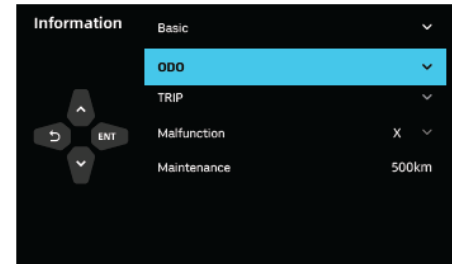 Information
Basic
ODO
TRIP
ENT
Malfunction X
Maintenance 500km